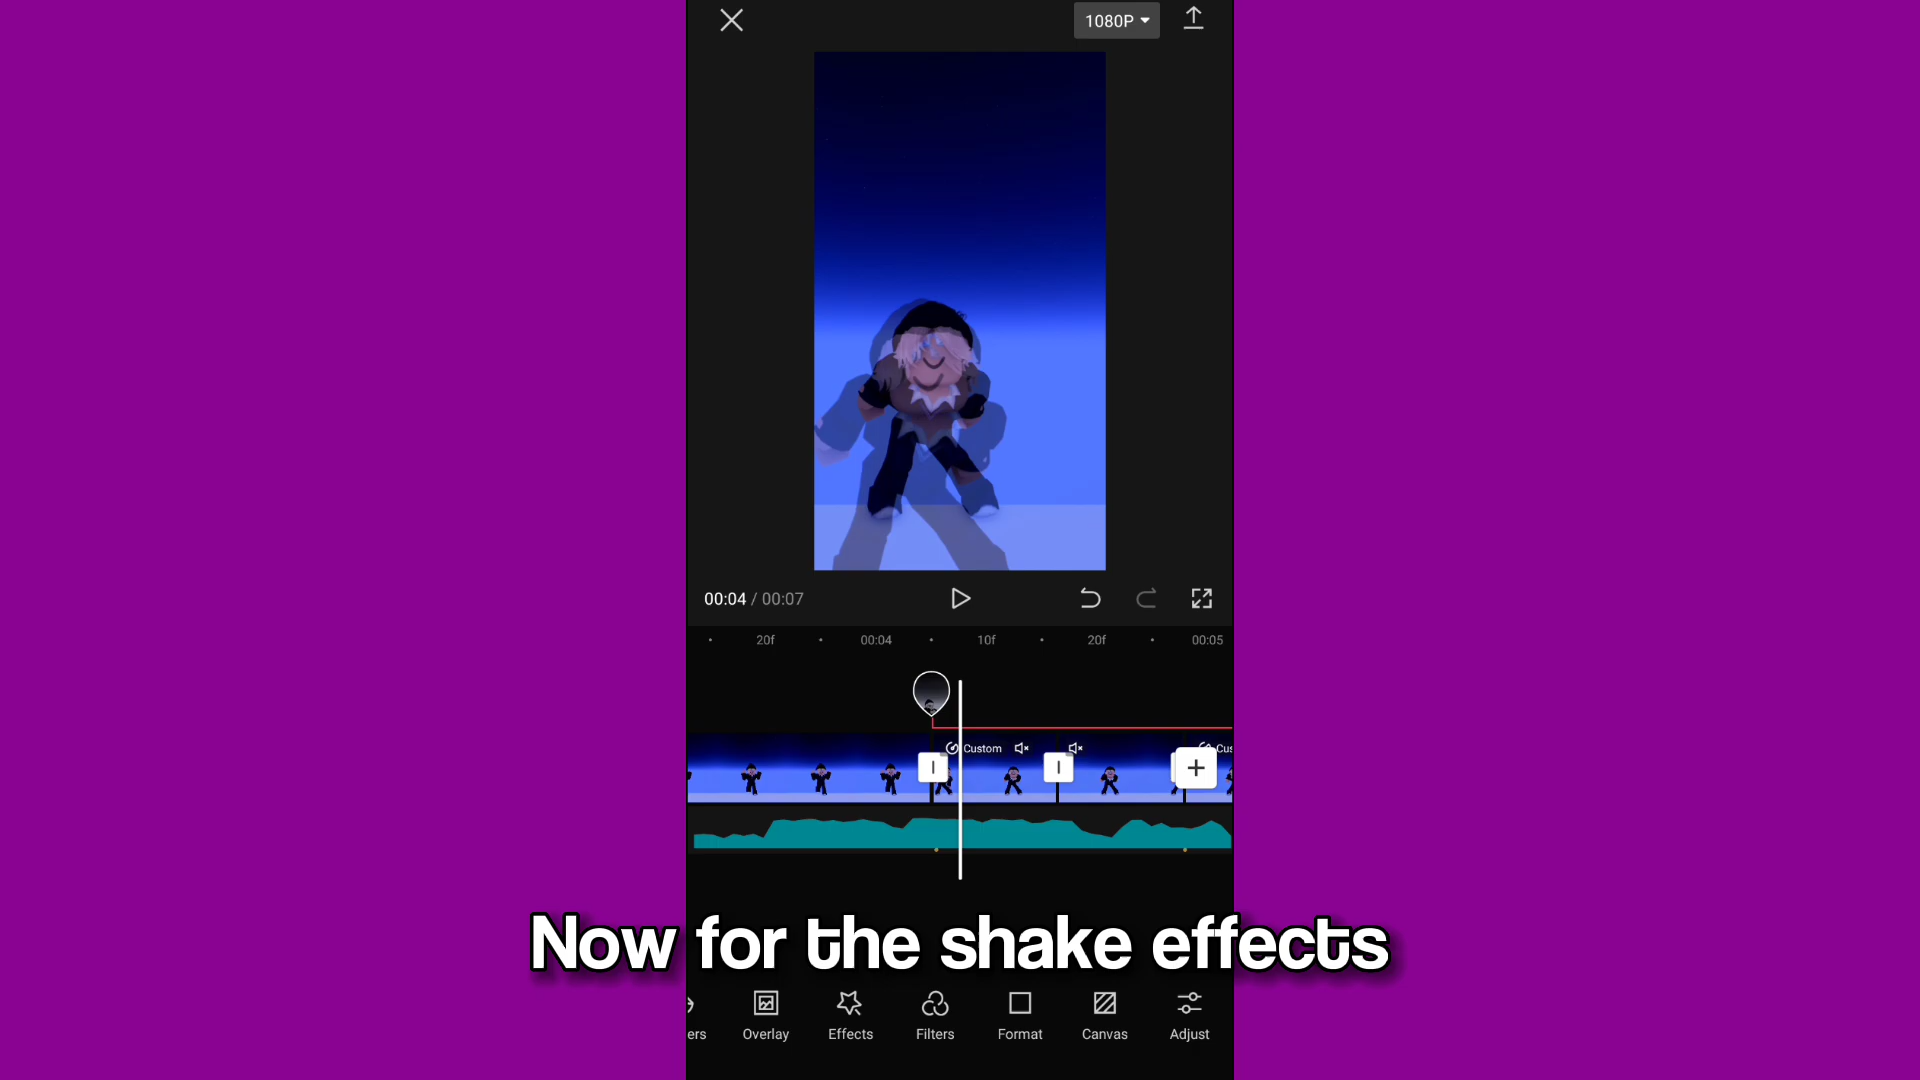 1080P
00:04 / 00:07
20f 00:04 10f 20f 00:05
Custom Cus
Now for the shake effects
ers Overlay Effects Filters Format Canvas Adjust